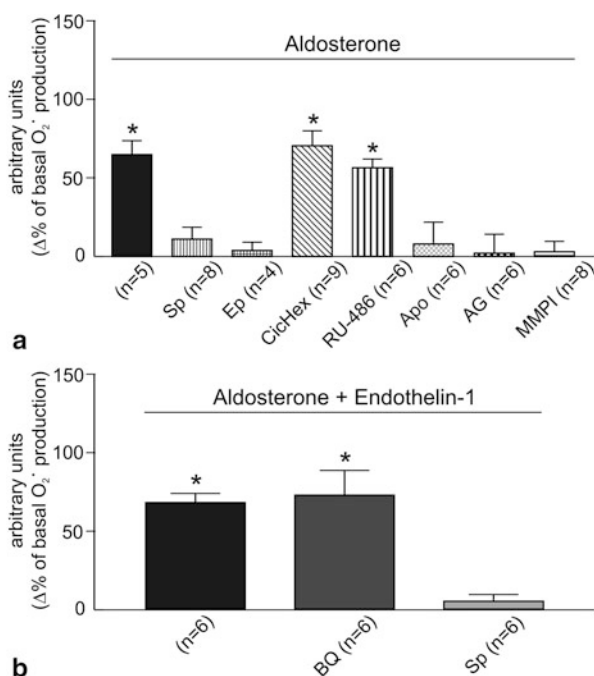 150
100
50
0
arbitrary units
(Δ% of basal O₂˙ production)
Aldosterone
*
*
*
(n=5)
Sp (n=8)
Ep (n=4)
CicHex (n=9)
RU-486 (n=6)
Apo (n=6)
AG (n=6)
MMPI (n=8)
a
150
100
50
0
arbitrary units
(Δ% of basal O₂˙ production)
Aldosterone + Endothelin-1
*
*
(n=6)
BQ (n=6)
Sp (n=6)
b